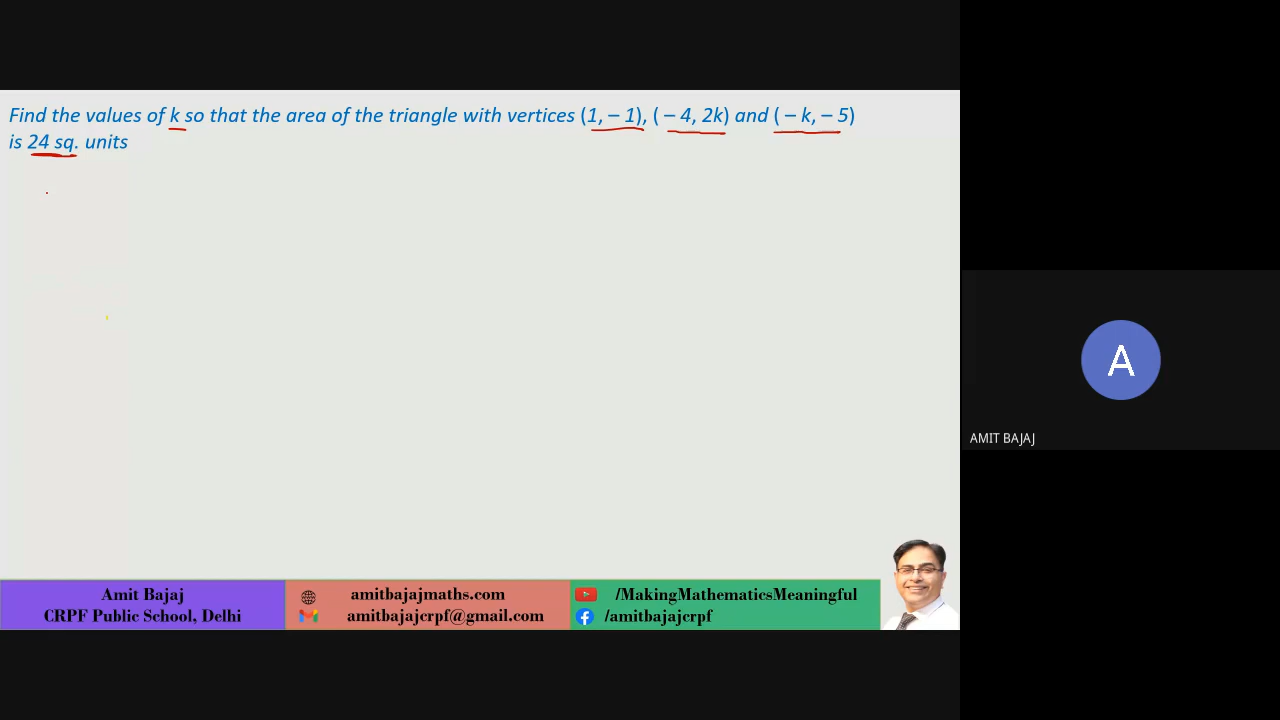 Find the values of k so that the area of the triangle with vertices (1, – 1), ( – 4, 2k) and ( – k, – 5)
is 24 sq. units
A
AMIT BAJAJ
Amit Bajaj
CRPF Public School, Delhi
amitbajajmaths.com
amitbajajcrpf@gmail.com
/MakingMathematicsMeaningful
/amitbajajcrpf